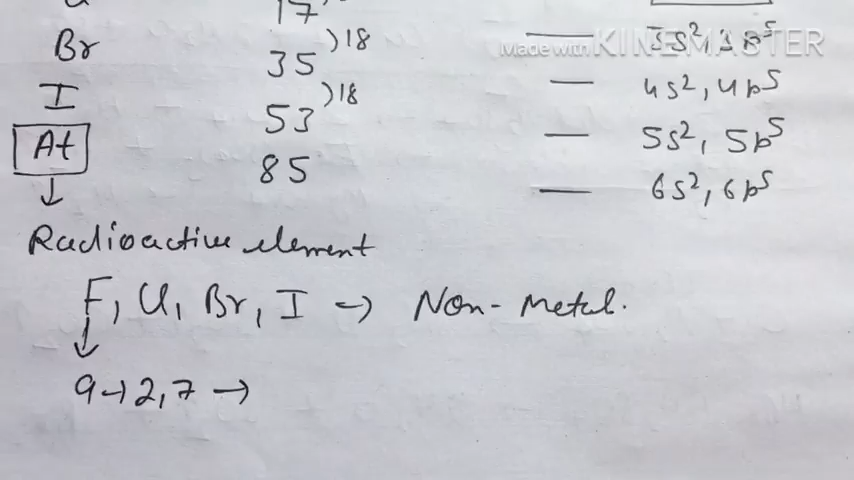 17
Br 35 )18 — 3s², 3p⁵
I 53 )18 — 4s², 4p⁵
At 85 — 5s², 5p⁵
— 6s², 6p⁵
Made with KINEMASTER
↓
Radioactive element
F, Cl, Br, I → Non-Metal.
↓
9→2,7 →